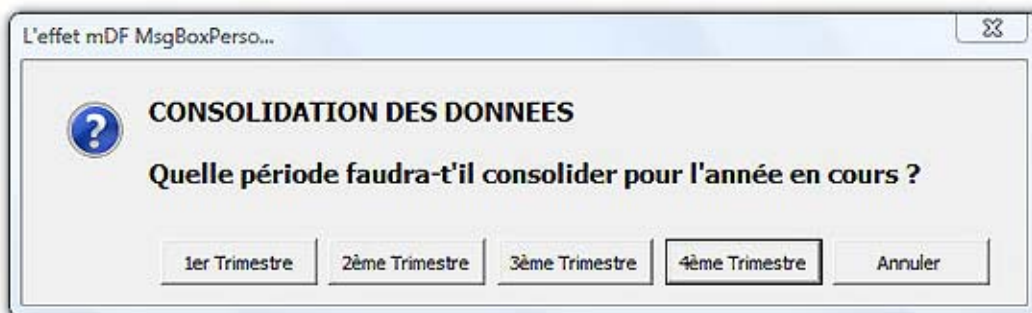 L'effet mDF MsgBoxPerso...
CONSOLIDATION DES DONNEES
Quelle période faudra-t'il consolider pour l'année en cours ?
1er Trimestre 2ème Trimestre 3ème Trimestre 4ème Trimestre Annuler